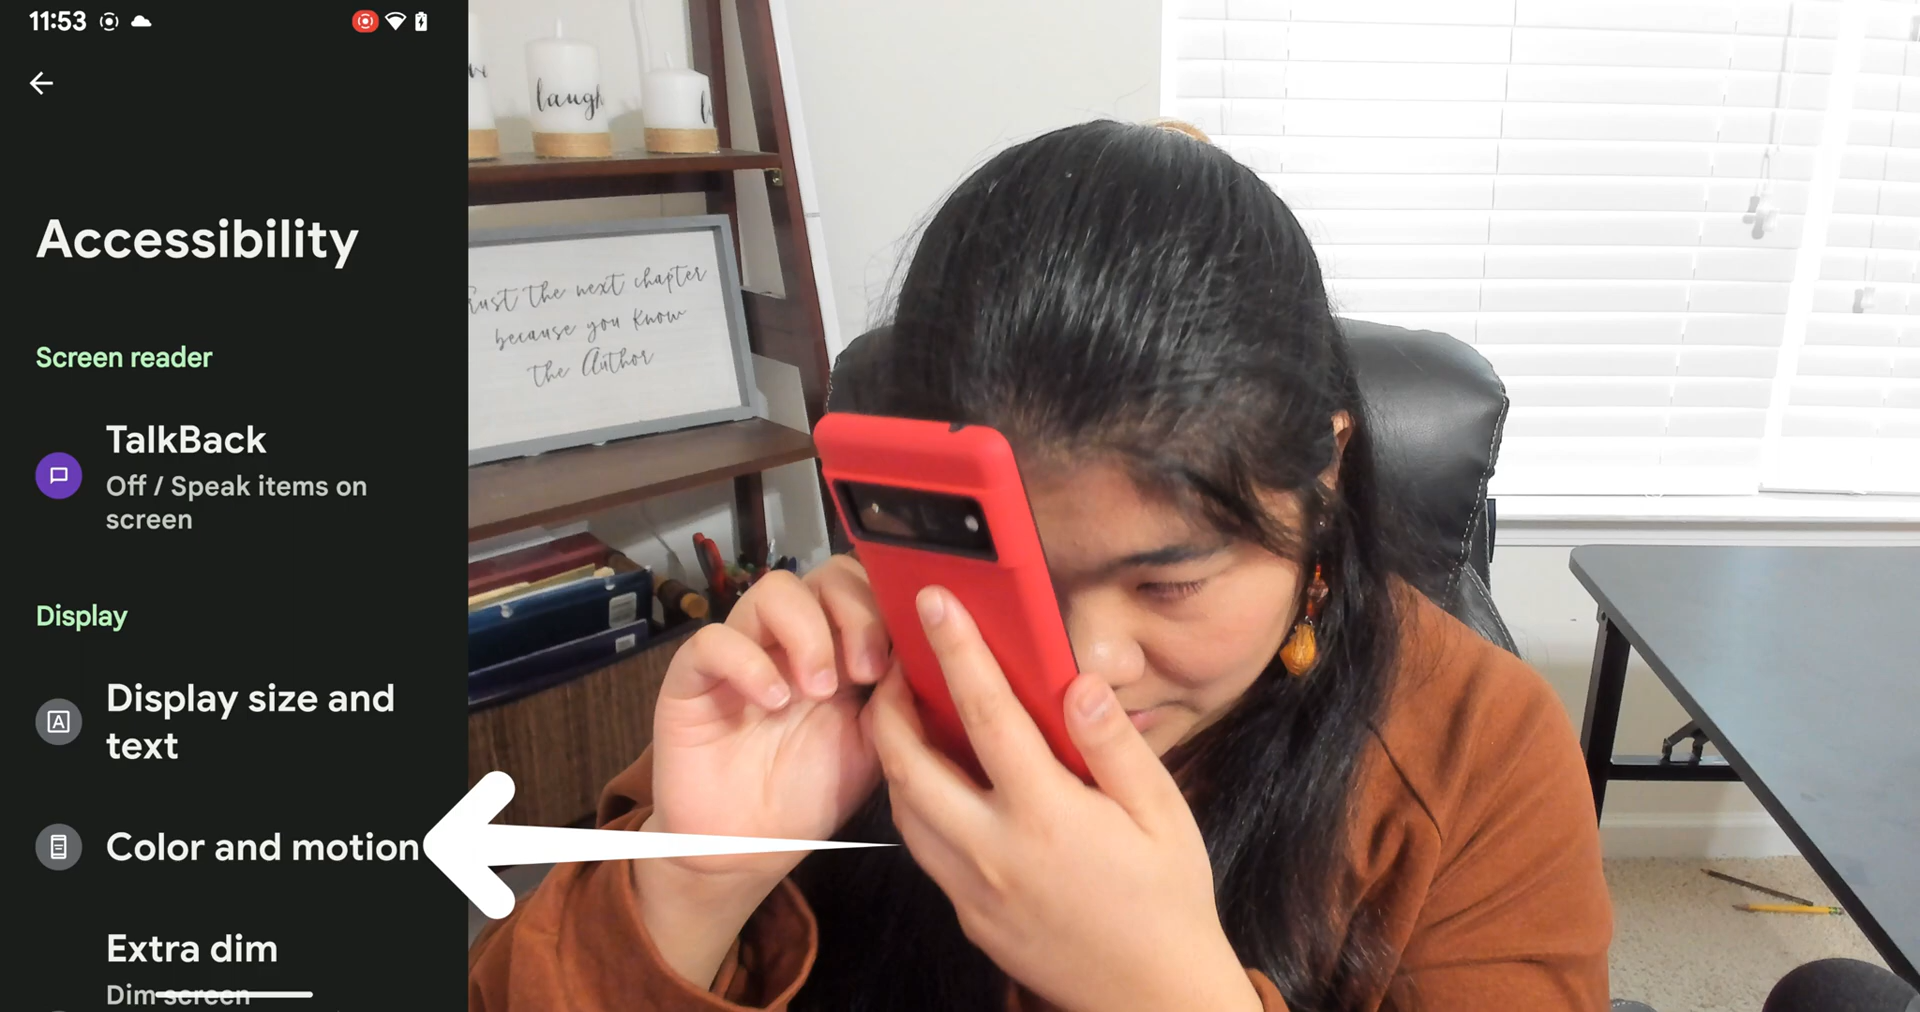 11:53
Accessibility
Screen reader
TalkBack
Off / Speak items on
screen
Display
Display size and
text
Color and motion
Extra dim
Dim screen
laugh
the next chapter
because you know
the Author